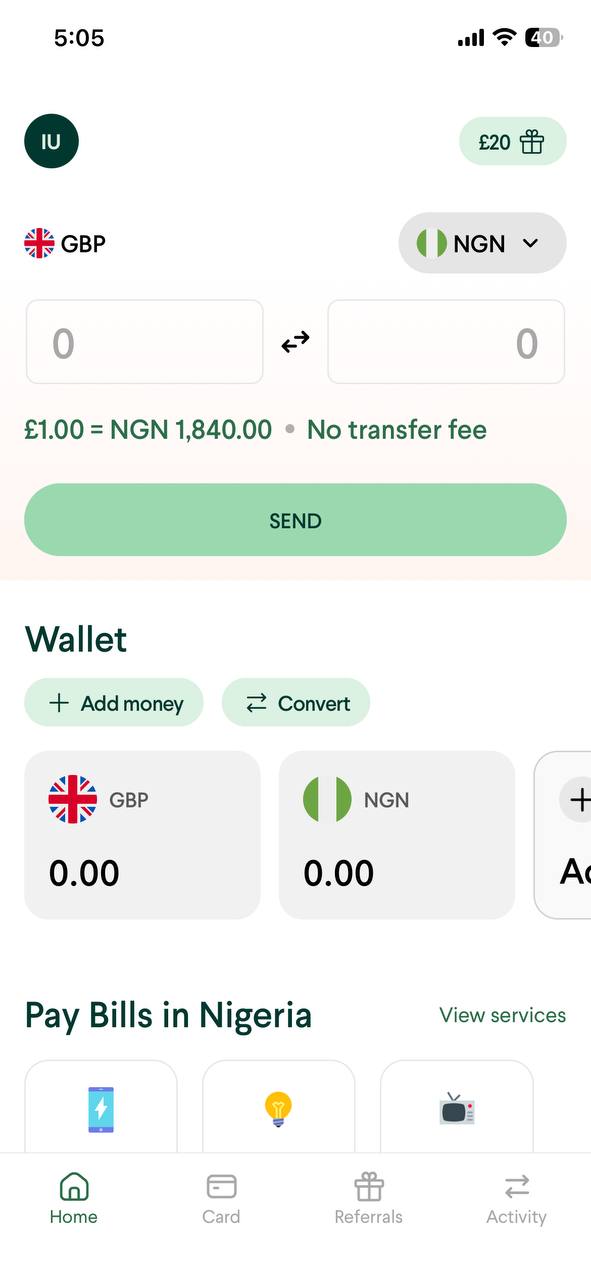 5:05
40
IU
£20
GBP
NGN
0
0
£1.00 = NGN 1,840.00 • No transfer fee
SEND
Wallet
Add money
Convert
GBP
NGN
0.00
0.00
Pay Bills in Nigeria
View services
Home
Card
Referrals
Activity